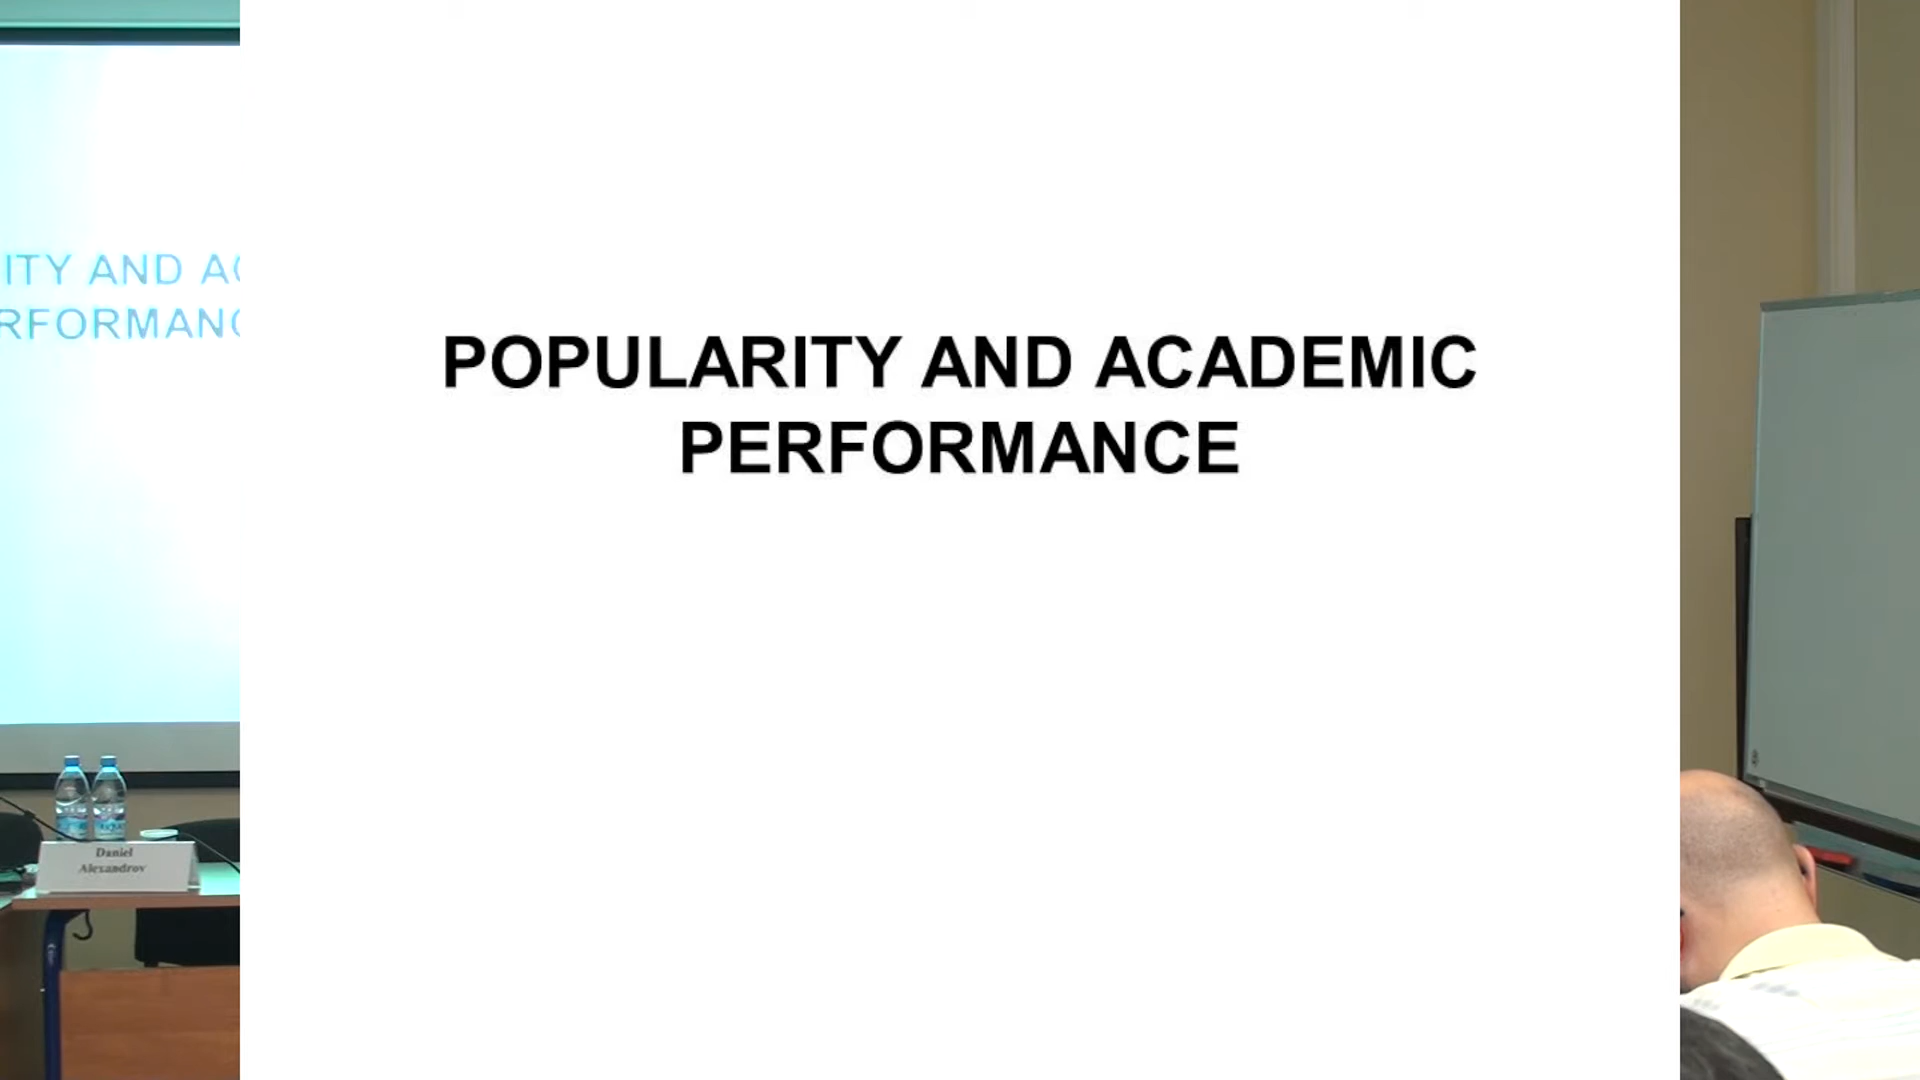 ITY AND AC
RFORMANC
POPULARITY AND ACADEMIC
PERFORMANCE
Daniel
Alexandrov